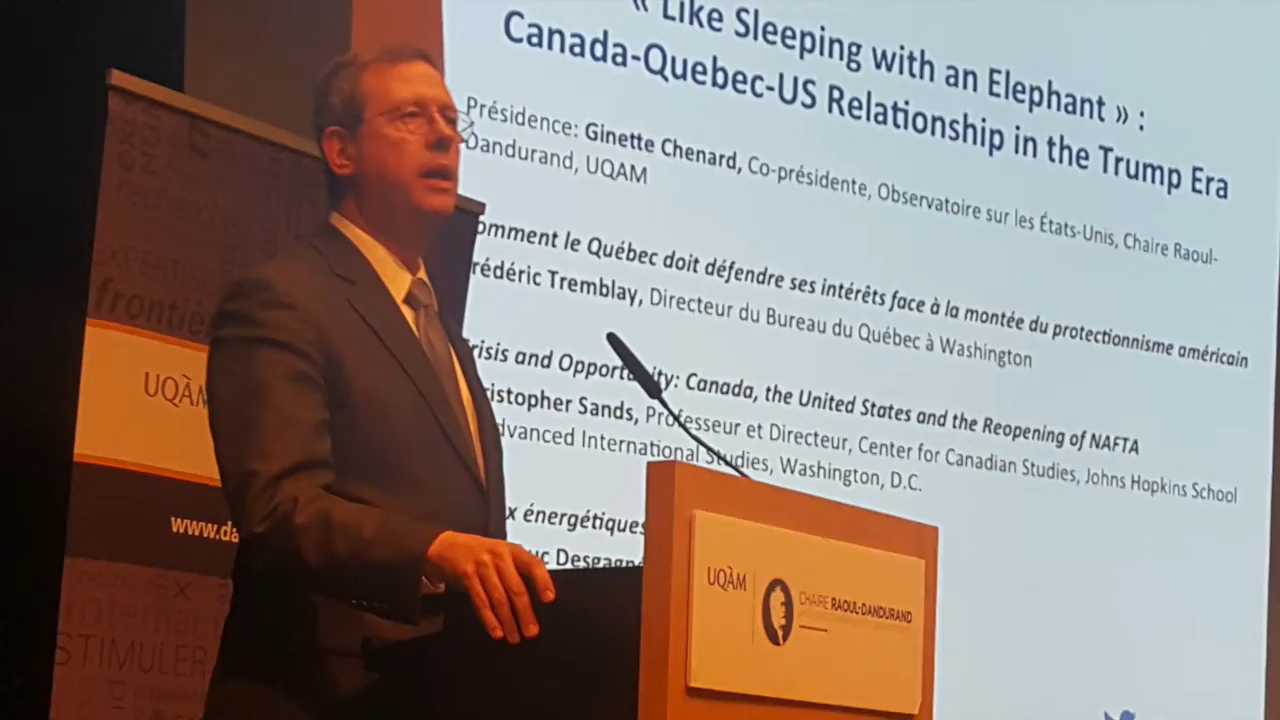 « Like Sleeping with an Elephant » :
Canada-Quebec-US Relationship in the Trump Era
Présidence: Ginette Chenard, Co-présidente, Observatoire sur les États-Unis, Chaire Raoul-
Dandurand, UQAM
omment le Québec doit défendre ses intérêts face à la montée du protectionnisme américain
rédéric Tremblay, Directeur du Bureau du Québec à Washington
risis and Opportunity: Canada, the United States and the Reopening of NAFTA
ristopher Sands, Professeur et Directeur, Center for Canadian Studies, Johns Hopkins School
dvanced International Studies, Washington, D.C.
x énergétiques
uc Desgagn
EXPERTIS
frontiè
UQÀM
www.da
STIMULER
UQÀM
CHAIRE RAOUL-DANDURAND